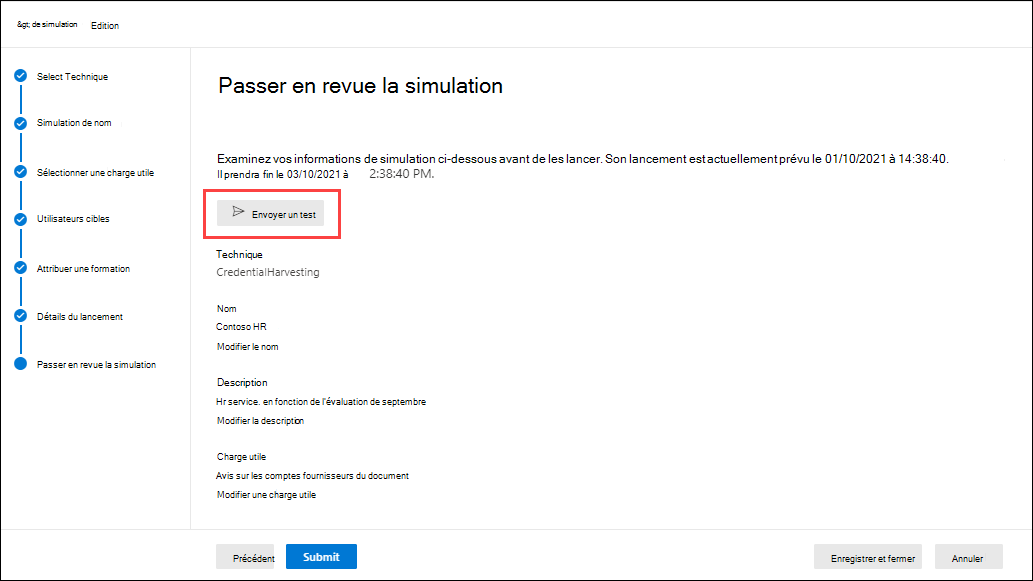 &gt; de simulation Edition
Select Technique
Simulation de nom
Sélectionner une charge utile
Utilisateurs cibles
Attribuer une formation
Détails du lancement
Passer en revue la simulation
Passer en revue la simulation
Examinez vos informations de simulation ci-dessous avant de les lancer. Son lancement est actuellement prévu le 01/10/2021 à 14:38:40.
Il prendra fin le 03/10/2021 à 2:38:40 PM.
Envoyer un test
Technique
CredentialHarvesting
Nom
Contoso HR
Modifier le nom
Description
Hr service. en fonction de l'évaluation de septembre
Modifier la description
Charge utile
Avis sur les comptes fournisseurs du document
Modifier une charge utile
Précédent Submit Enregistrer et fermer Annuler